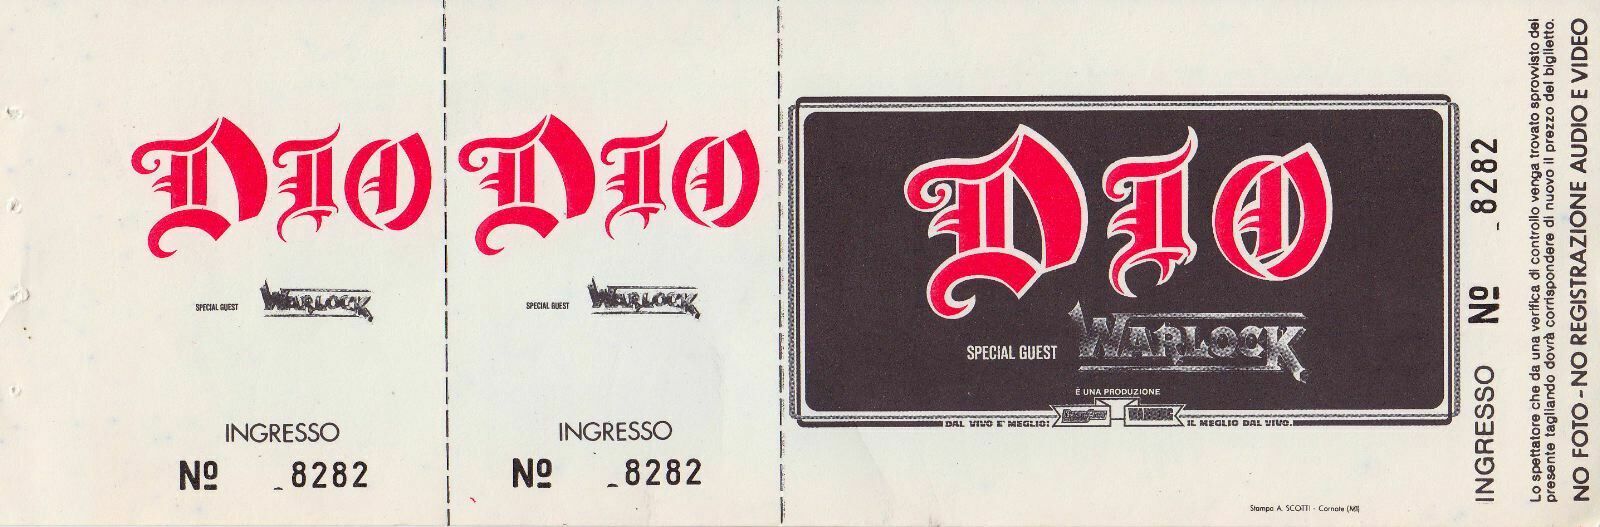 DIO
SPECIAL GUEST WARLOCK
INGRESSO
Nº 8282
DIO
SPECIAL GUEST WARLOCK
INGRESSO
Nº 8282
DIO
SPECIAL GUEST WARLOCK
È UNA PRODUZIONE
DAL VIVO E' MEGLIO!
IL MEGLIO DAL VIVO.
Stampa A. SCOTTI - Cornate (MI)
INGRESSO Nº 8282
Lo spettatore che da una verifica di controllo venga trovato sprovvisto del
presente tagliando dovrà corrispondere di nuovo il prezzo del biglietto.
NO FOTO - NO REGISTRAZIONE AUDIO E VIDEO